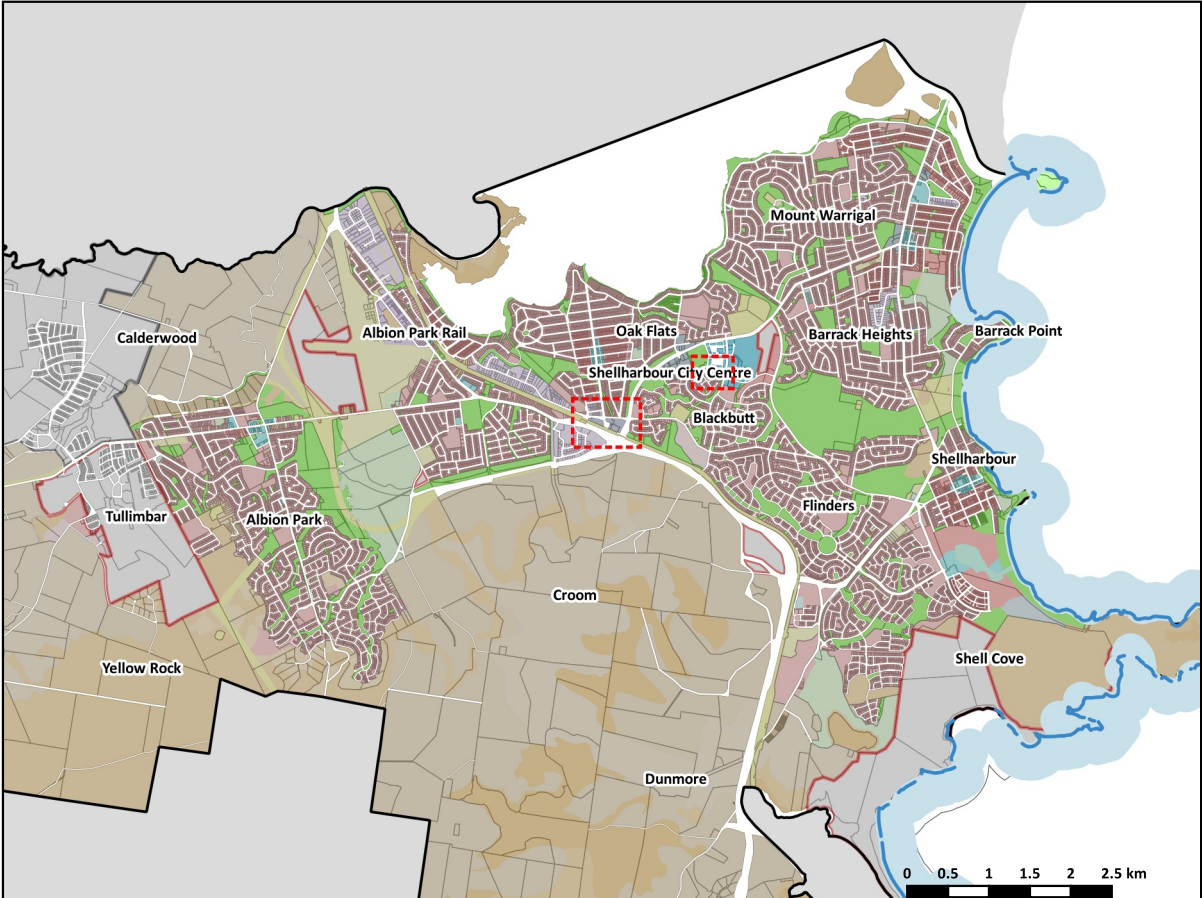 Mount Warrigal
Calderwood
Albion Park Rail
Oak Flats
Barrack Heights
Barrack Point
Shellharbour City Centre
Blackbutt
Shellharbour
Tullimbar
Albion Park
Flinders
Croom
Yellow Rock
Shell Cove
Dunmore
0 0.5 1 1.5 2 2.5 km